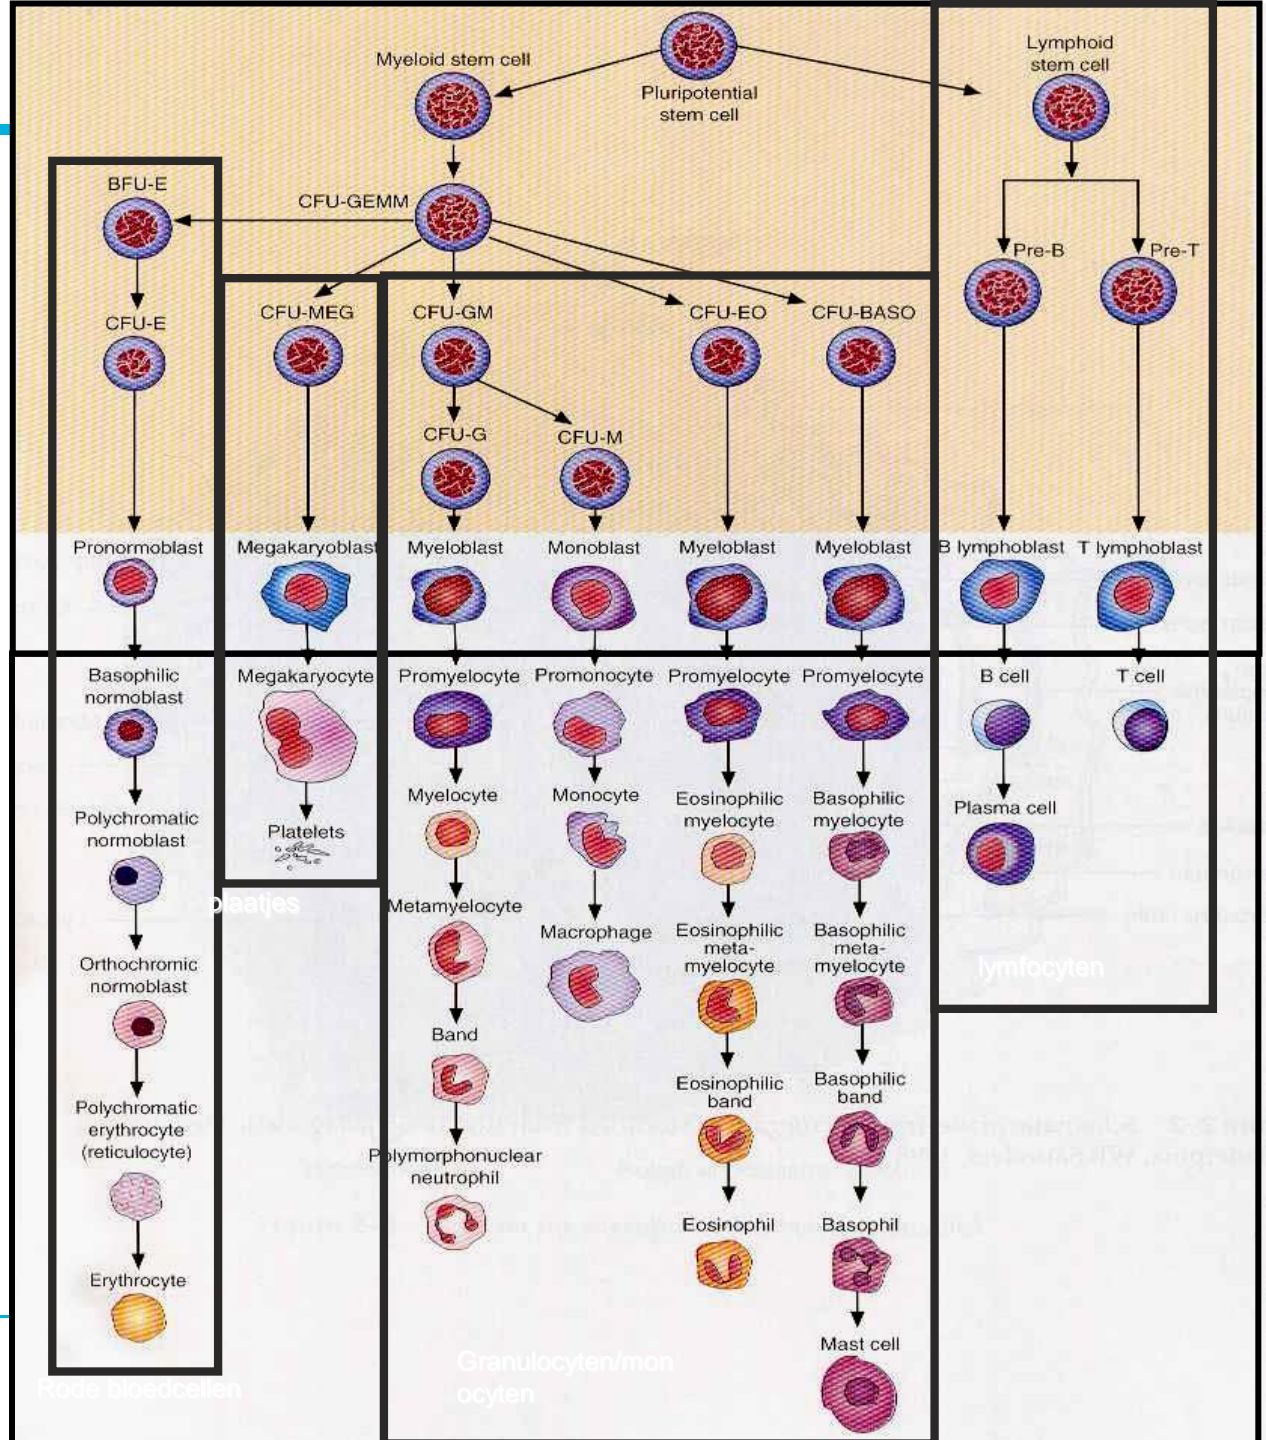 Myeloid stem cell
Pluripotential
stem cell
Lymphoid
stem cell
BFU-E
CFU-GEMM
Pre-B
Pre-T
CFU-E
CFU-MEG
CFU-GM
CFU-EO
CFU-BASO
CFU-G
CFU-M
Pronormoblast
Megakaryoblast
Myeloblast
Monoblast
Myeloblast
Myeloblast
B lymphoblast
T lymphoblast
Basophilic
normoblast
Megakaryocyte
Promyelocyte
Promonocyte
Promyelocyte
Promyelocyte
B cell
T cell
Polychromatic
normoblast
Platelets
Myelocyte
Monocyte
Eosinophilic
myelocyte
Basophilic
myelocyte
Plasma cell
plaatjes
Metamyelocyte
Macrophage
Eosinophilic
meta-
myelocyte
Basophilic
meta-
myelocyte
lymfocyten
Orthochromic
normoblast
Band
Eosinophilic
band
Basophilic
band
Polychromatic
erythrocyte
(reticulocyte)
Polymorphonuclear
neutrophil
Eosinophil
Basophil
Erythrocyte
Mast cell
Granulocyten/mon
ocyten
Rode bloedcellen